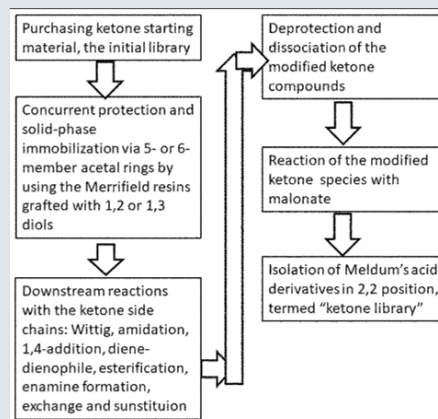 Purchasing ketone starting
material, the initial library
Concurrent protection and
solid-phase
immobilization via 5- or 6-
member acetal rings by
using the Merrifield resins
grafted with 1,2 or 1,3
diols
Downstream reactions
with the ketone side
chains: Wittig, amidation,
1,4-addition, diene-
dienophile, esterification,
enamine formation,
exchange and sunstituion
Deprotection and
dissociation of the
modified ketone
compounds
Reaction of the modified
ketone species with
malonate
Isolation of Meldum's acid
derivatives in 2,2 position,
termed "ketone library"